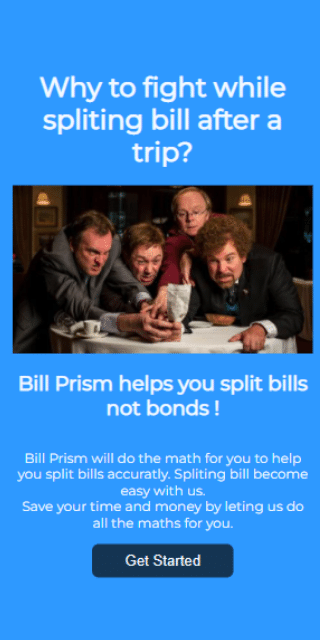 Why to fight while
spliting bill after a
trip?
Bill Prism helps you split bills
not bonds !
Bill Prism will do the math for you to help
you split bills accuratly. Spliting bill become
easy with us.
Save your time and money by leting us do
all the maths for you.
Get Started